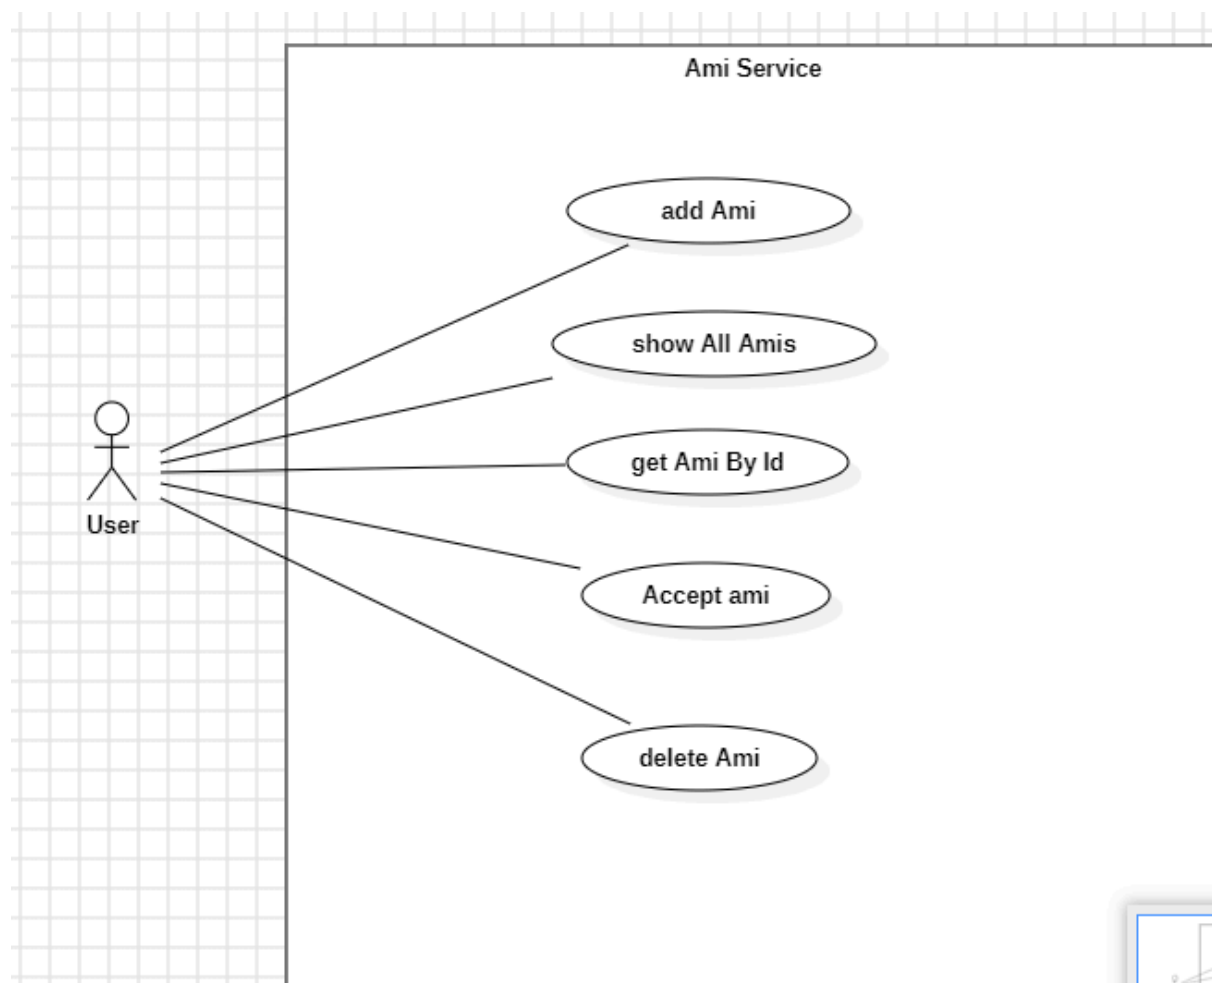 Ami Service
add Ami
show All Amis
get Ami By Id
User
Accept ami
delete Ami